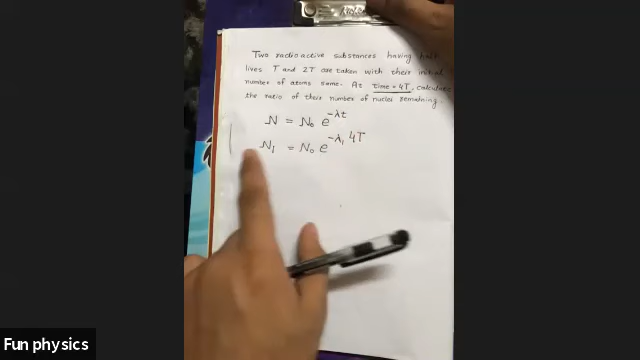 Two radioactive substances having half
lives T and 2T are taken with their initial
number of atoms same. At time = 4T, calculate
the ratio of their number of nuclei remaining.
N = N₀ e^-λt
N₁ = N₀ e^-λ₁ 4T
Fun physics